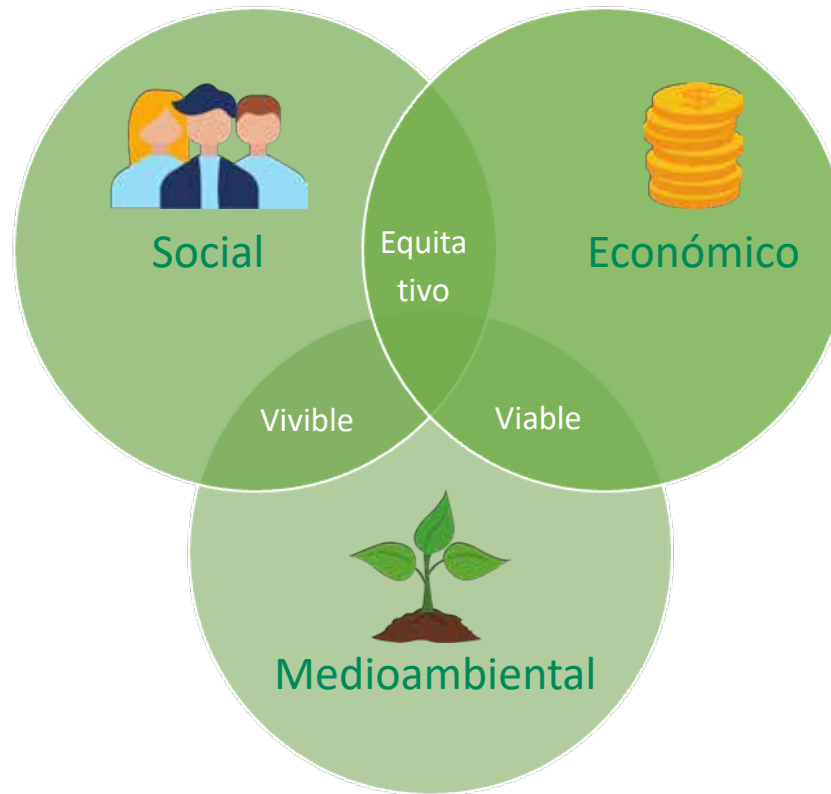 Social
Equita
tivo
Económico
Vivible
Viable
Medioambiental